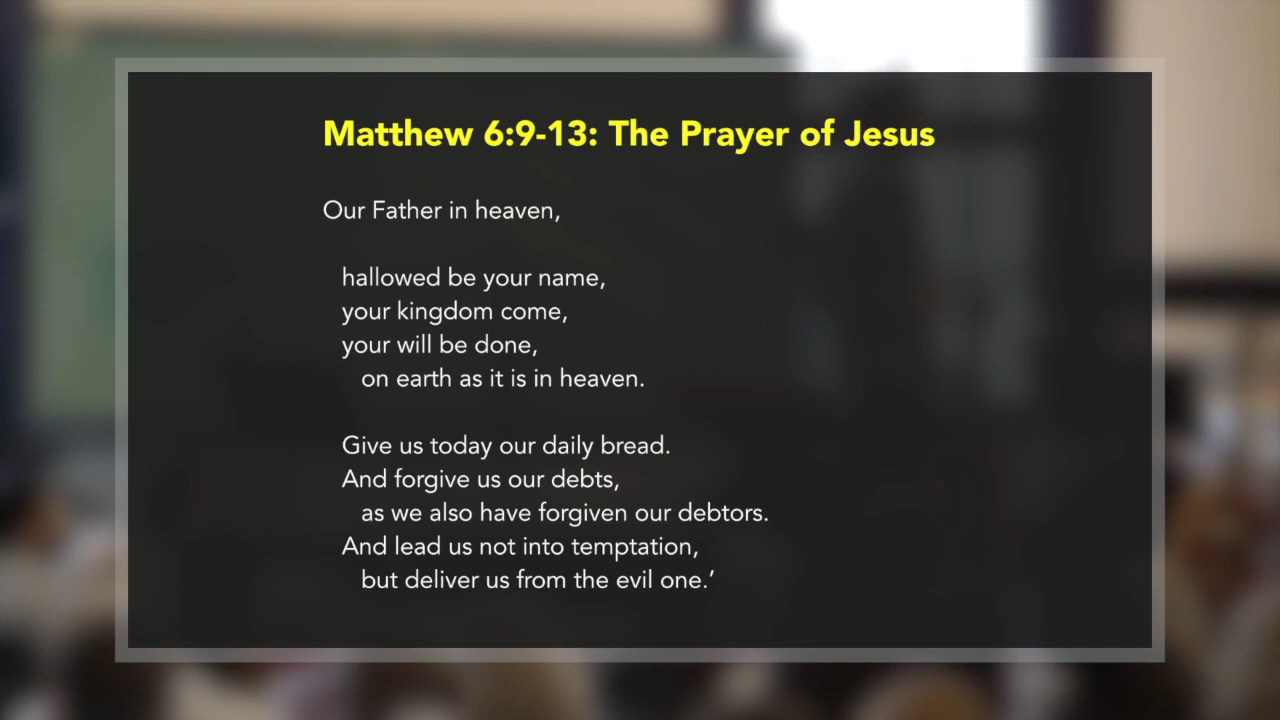 Matthew 6:9-13: The Prayer of Jesus
Our Father in heaven,
hallowed be your name,
your kingdom come,
your will be done,
on earth as it is in heaven.
Give us today our daily bread.
And forgive us our debts,
as we also have forgiven our debtors.
And lead us not into temptation,
but deliver us from the evil one.’